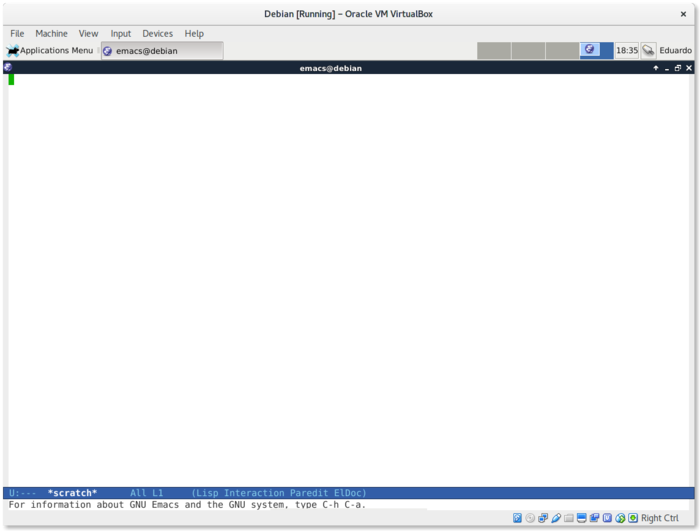 Debian [Running] – Oracle VM VirtualBox
File Machine View Input Devices Help
Applications Menu emacs@debian 18:35 Eduardo
emacs@debian
U:--- *scratch* All L1 (Lisp Interaction Paredit ElDoc)
For information about GNU Emacs and the GNU system, type C-h C-a.
Right Ctrl